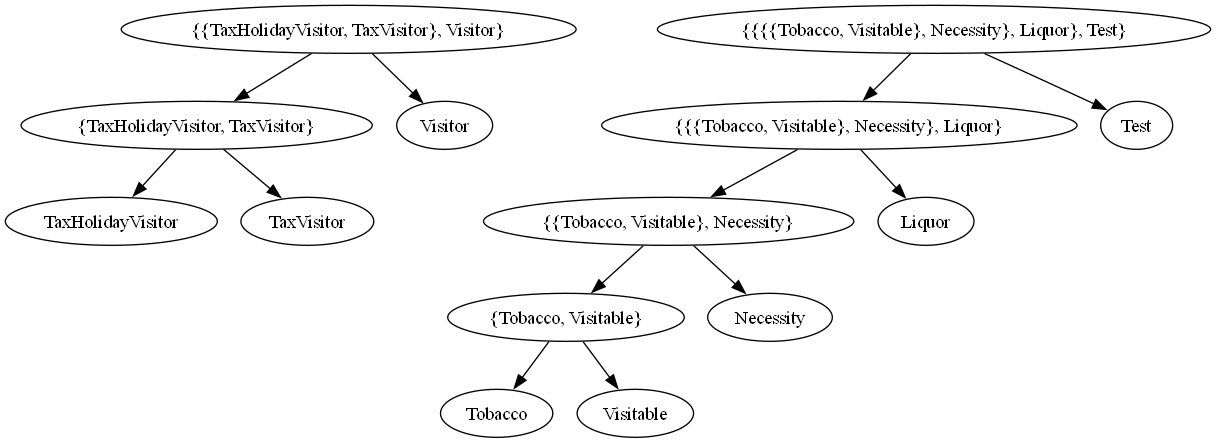 {{TaxHolidayVisitor, TaxVisitor}, Visitor}
{{{{Tobacco, Visitable}, Necessity}, Liquor}, Test}
{TaxHolidayVisitor, TaxVisitor}
Visitor
{{{Tobacco, Visitable}, Necessity}, Liquor}
Test
TaxHolidayVisitor
TaxVisitor
{{Tobacco, Visitable}, Necessity}
Liquor
{Tobacco, Visitable}
Necessity
Tobacco
Visitable